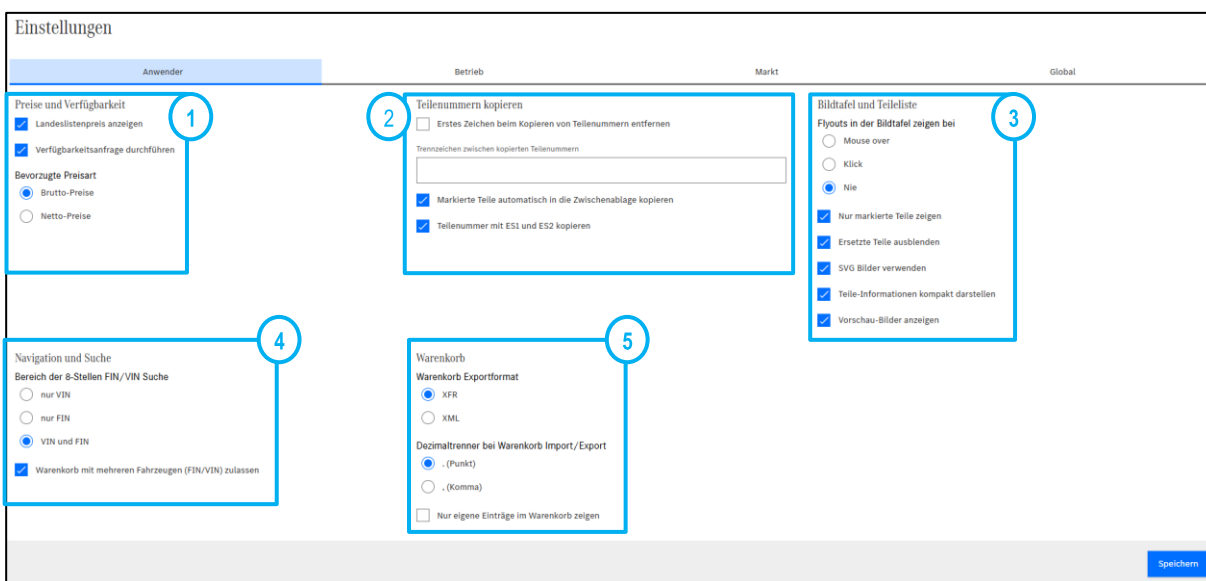 Einstellungen
Anwender
Betrieb
Markt
Global
Preise und Verfügbarkeit
1
Landeslistenpreis anzeigen
Verfügbarkeitsanfrage durchführen
Bevorzugte Preisart
Brutto-Preise
Netto-Preise
2
Teilenummern kopieren
Erstes Zeichen beim Kopieren von Teilenummern entfernen
Trennzeichen zwischen kopierten Teilenummern
Markierte Teile automatisch in die Zwischenablage kopieren
Teilenummer mit ES1 und ES2 kopieren
Bildtafel und Teileliste
3
Flyouts in der Bildtafel zeigen bei
Mouse over
Klick
Nie
Nur markierte Teile zeigen
Ersetzte Teile ausblenden
SVG Bilder verwenden
Teile-Informationen kompakt darstellen
Vorschau-Bilder anzeigen
4
Navigation und Suche
Bereich der 8-Stellen FIN/VIN Suche
nur VIN
nur FIN
VIN und FIN
Warenkorb mit mehreren Fahrzeugen (FIN/VIN) zulassen
5
Warenkorb
Warenkorb Exportformat
XFR
XML
Dezimaltrenner bei Warenkorb Import/Export
. (Punkt)
, (Komma)
Nur eigene Einträge im Warenkorb zeigen
Speichern